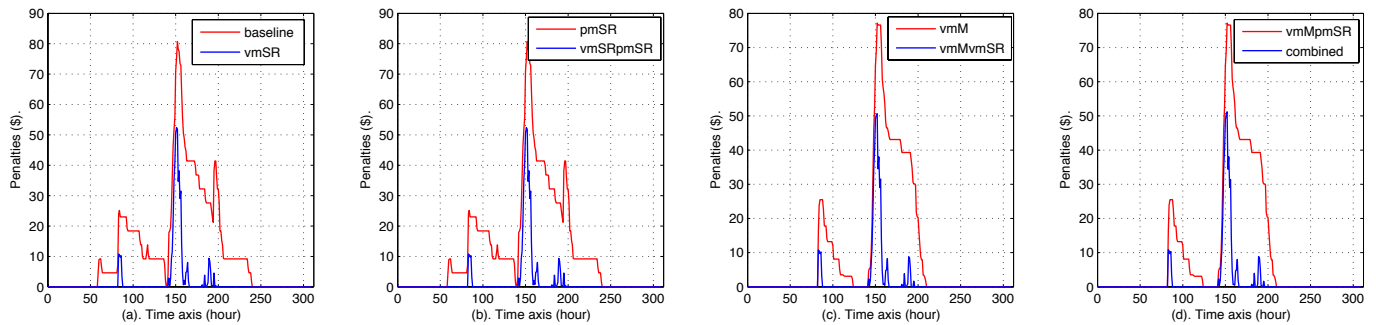 baseline
vmSR
Penalties ($).
90
80
70
60
50
40
30
20
10
0
0 50 100 150 200 250 300
(a). Time axis (hour)
pmSR
vmSRpmSR
Penalties ($).
90
80
70
60
50
40
30
20
10
0
0 50 100 150 200 250 300
(b). Time axis (hour)
vmM
vmMvmSR
Penalties ($).
80
70
60
50
40
30
20
10
0
0 50 100 150 200 250 300
(c). Time axis (hour)
vmMpmSR
combined
Penalties ($).
80
70
60
50
40
30
20
10
0
0 50 100 150 200 250 300
(d). Time axis (hour)